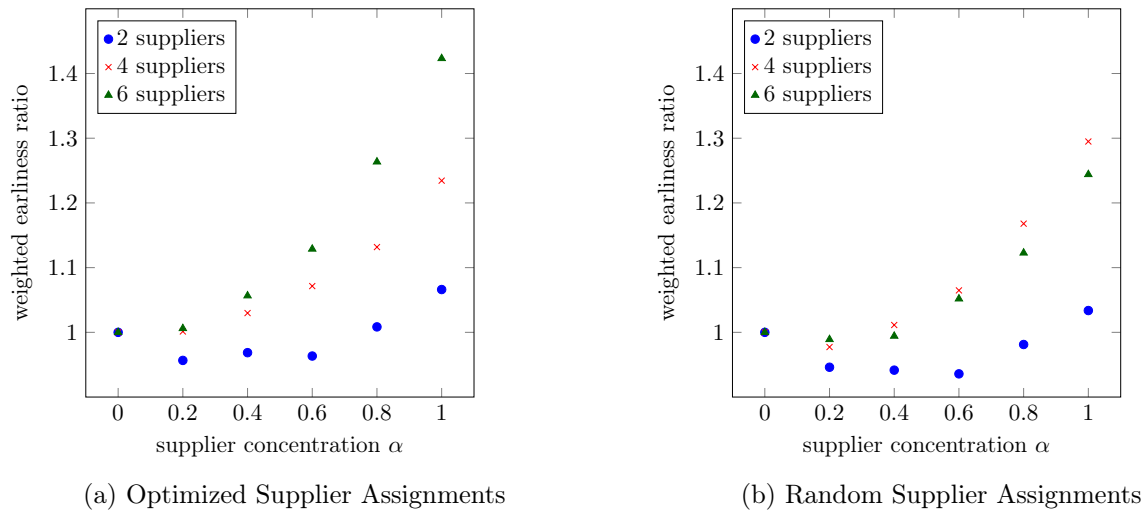 2 suppliers
4 suppliers
6 suppliers
1.4
1.3
1.2
1.1
1
weighted earliness ratio
0 0.2 0.4 0.6 0.8 1
supplier concentration α
(a) Optimized Supplier Assignments
2 suppliers
4 suppliers
6 suppliers
1.4
1.3
1.2
1.1
1
weighted earliness ratio
0 0.2 0.4 0.6 0.8 1
supplier concentration α
(b) Random Supplier Assignments